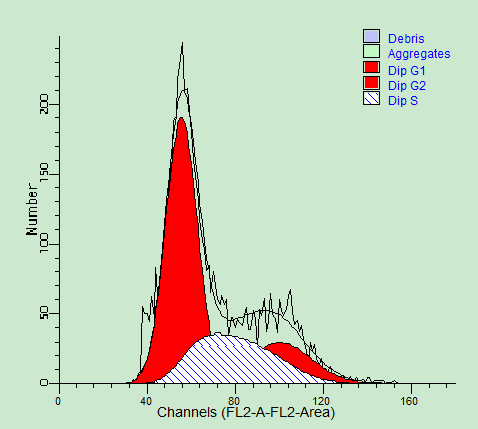 Debris
Aggregates
Dip G1
Dip G2
Dip S
Number
200
150
100
50
0
0 40 80 120 160
Channels (FL2-A-FL2-Area)